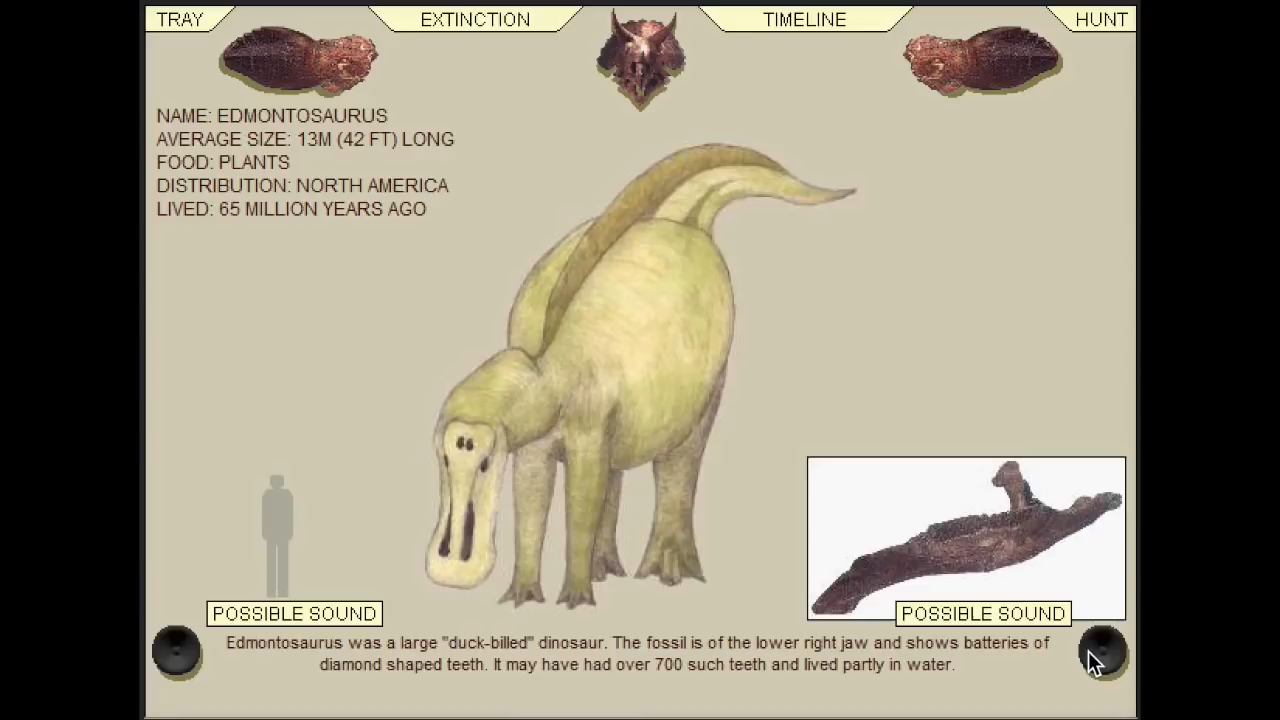 TRAY
EXTINCTION
TIMELINE
HUNT
NAME: EDMONTOSAURUS
AVERAGE SIZE: 13M (42 FT) LONG
FOOD: PLANTS
DISTRIBUTION: NORTH AMERICA
LIVED: 65 MILLION YEARS AGO
POSSIBLE SOUND
POSSIBLE SOUND
Edmontosaurus was a large "duck-billed" dinosaur. The fossil is of the lower right jaw and shows batteries of
diamond shaped teeth. It may have had over 700 such teeth and lived partly in water.